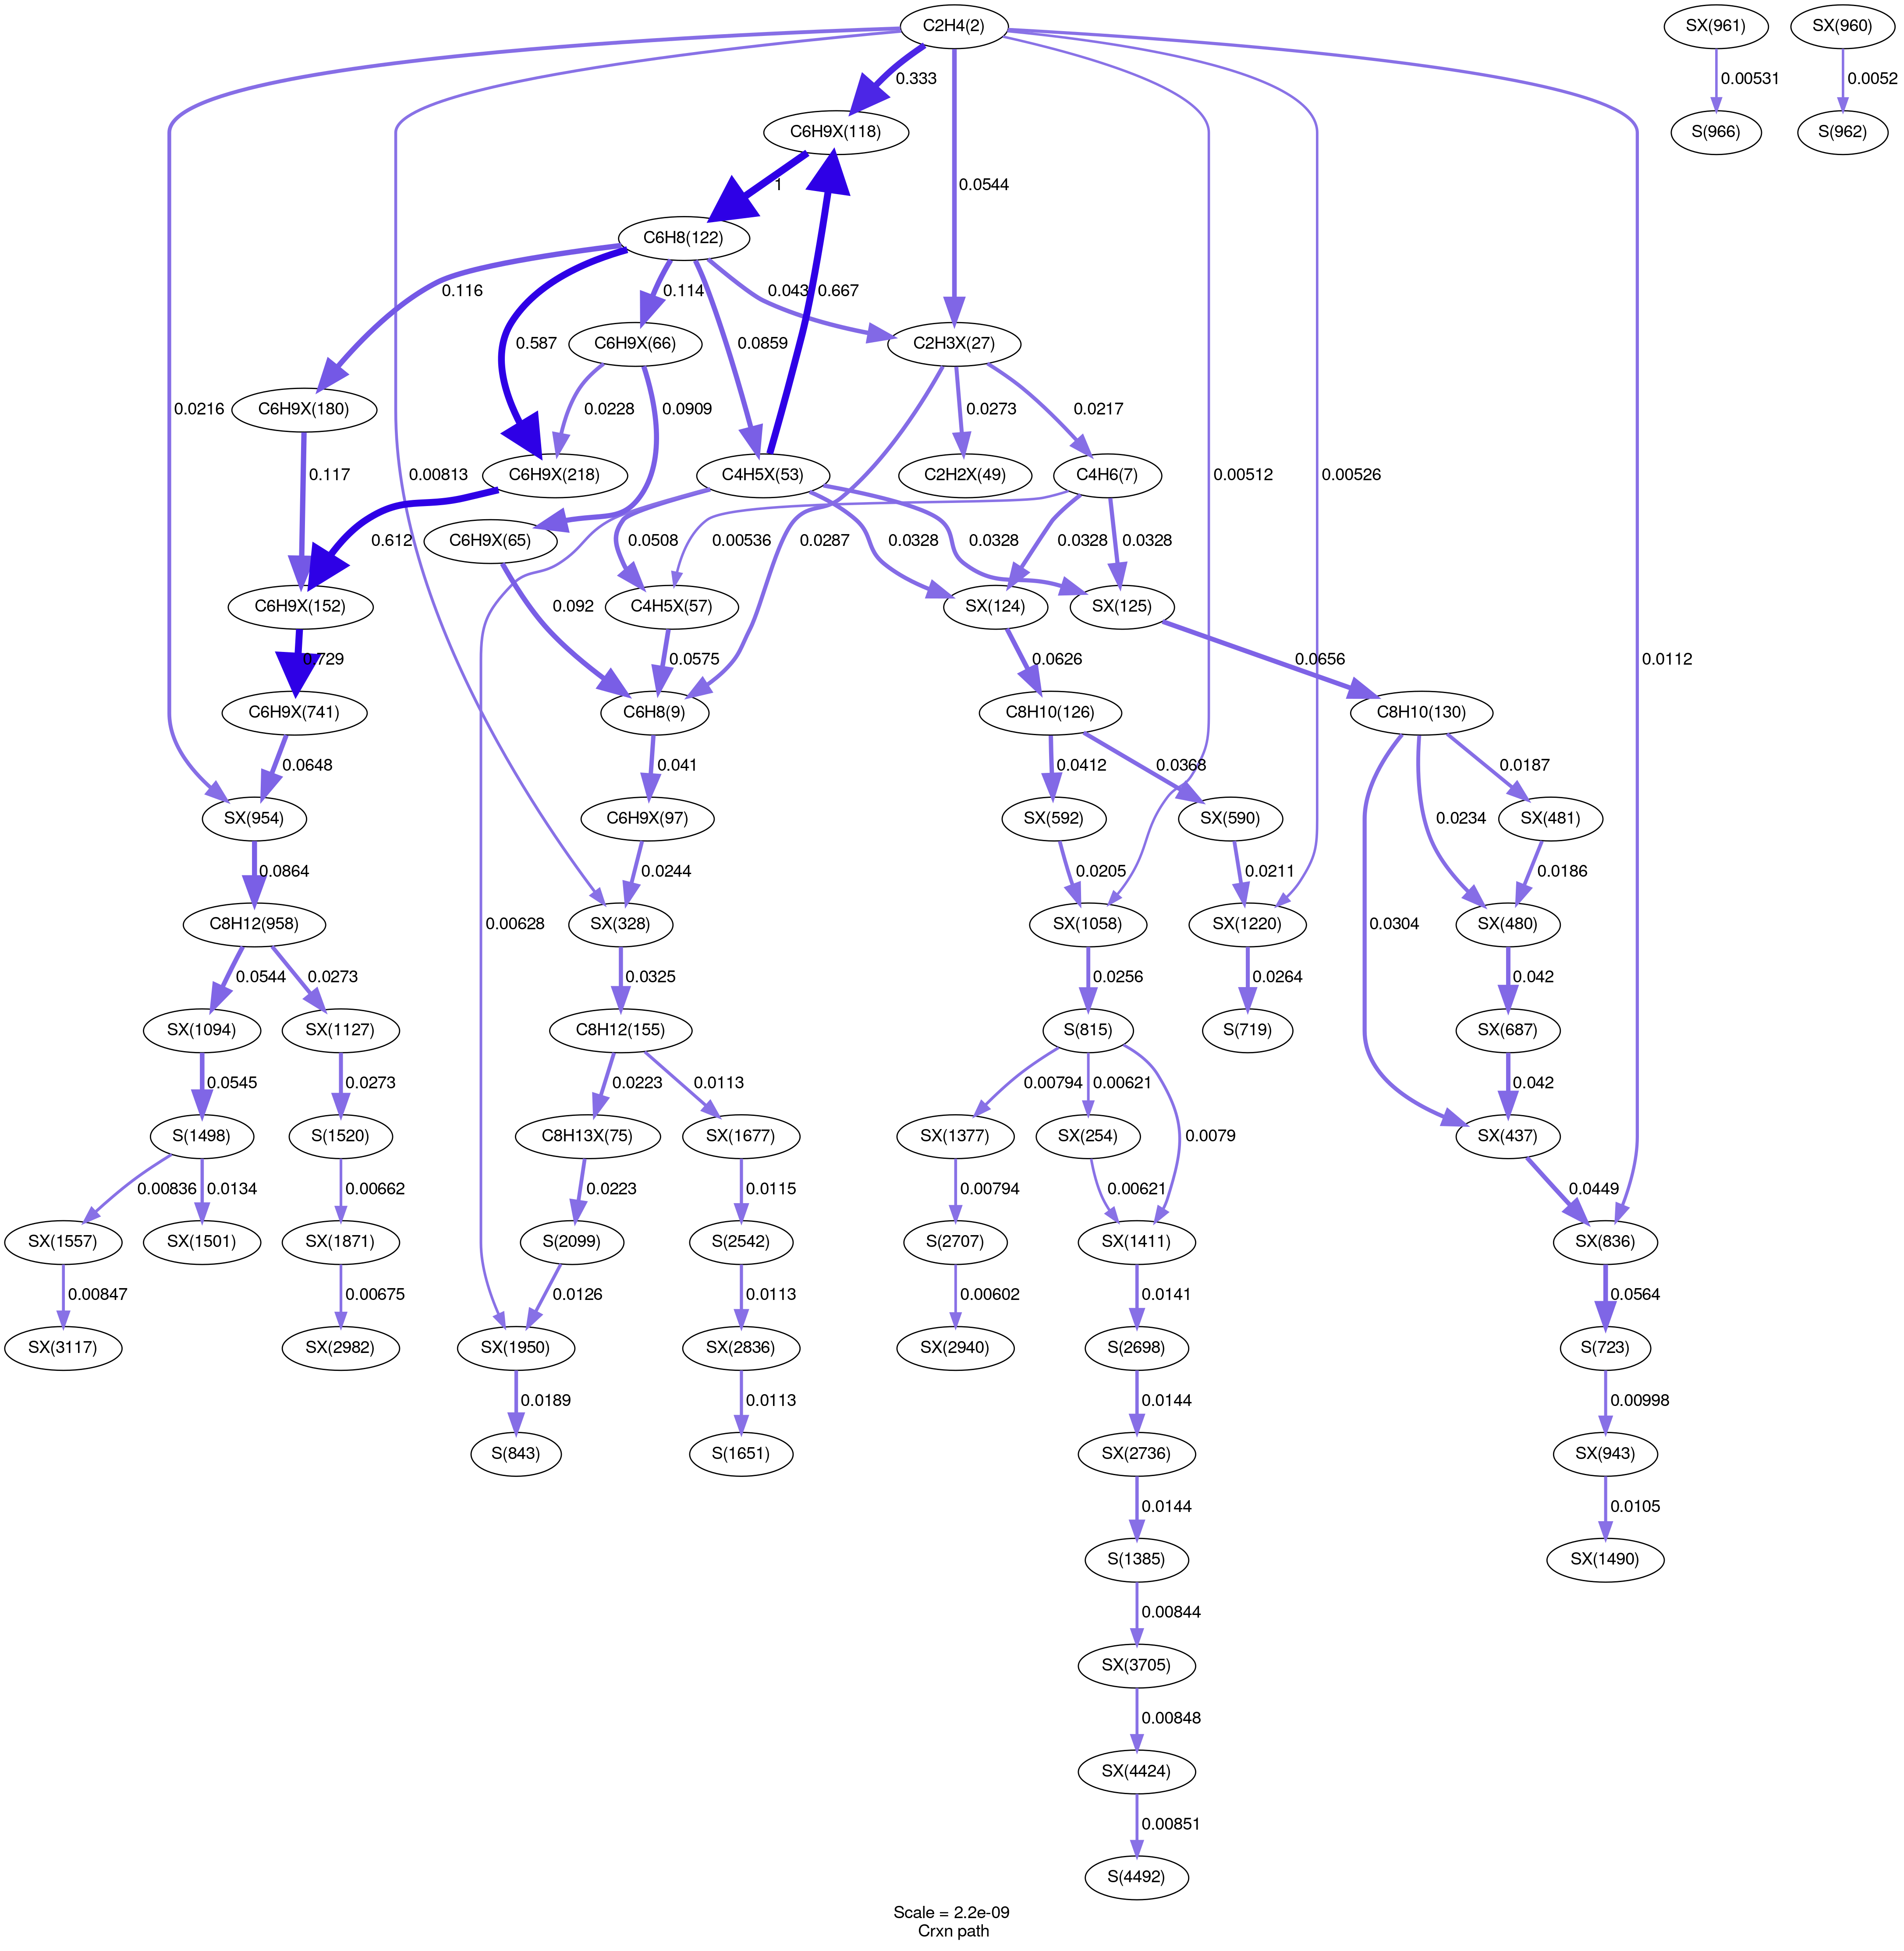 C2H4(2)
SX(961)
SX(960)
0.333
0.00531
0.0052
C6H9X(118)
S(966)
S(962)
1
0.0544
C6H8(122)
0.116
0.587
0.114
0.0859
0.043
0.667
C6H9X(66)
C2H3X(27)
C6H9X(180)
0.0216
0.00813
0.0228
0.0909
0.0273
0.0217
0.00512
0.00526
0.117
C6H9X(218)
C4H5X(53)
C2H2X(49)
C4H6(7)
0.612
C6H9X(65)
0.0508
0.00536
0.0287
0.0328
0.0328
0.0328
0.0328
C6H9X(152)
C4H5X(57)
SX(124)
SX(125)
0.092
0.729
0.0575
0.0626
0.0656
0.0112
C6H9X(741)
C6H8(9)
C8H10(126)
C8H10(130)
0.0648
0.041
0.0412
0.0368
0.0187
SX(954)
C6H9X(97)
SX(592)
SX(590)
0.0234
SX(481)
0.0864
0.0244
0.0205
0.0211
0.0186
C8H12(958)
0.00628
SX(328)
SX(1058)
SX(1220)
0.0304
SX(480)
0.0544
0.0273
0.0325
0.0256
0.0264
0.042
SX(1094)
SX(1127)
C8H12(155)
S(815)
S(719)
SX(687)
0.0545
0.0273
0.0223
0.0113
0.00794
0.00621
0.042
S(1498)
S(1520)
C8H13X(75)
SX(1677)
SX(1377)
SX(254)
0.0079
SX(437)
0.00836
0.0134
0.00662
0.0223
0.0115
0.00794
0.00621
0.0449
SX(1557)
SX(1501)
SX(1871)
S(2099)
S(2542)
S(2707)
SX(1411)
SX(836)
0.00847
0.00675
0.0126
0.0113
0.00602
0.0141
0.0564
SX(3117)
SX(2982)
SX(1950)
SX(2836)
SX(2940)
S(2698)
S(723)
0.0189
0.0113
0.0144
0.00998
S(843)
S(1651)
SX(2736)
SX(943)
0.0144
0.0105
S(1385)
SX(1490)
0.00844
SX(3705)
0.00848
SX(4424)
0.00851
S(4492)
Scale = 2.2e-09
Crxn path